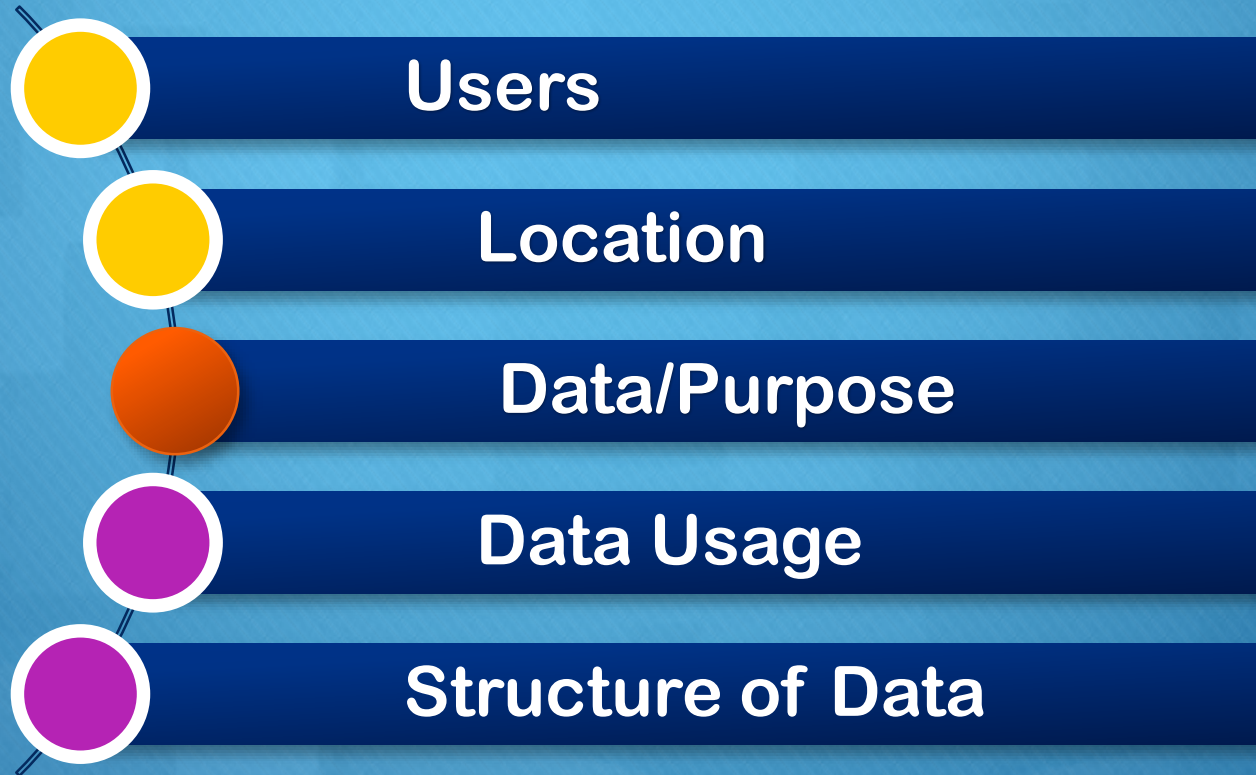 Users
Location
Data/Purpose
Data Usage
Structure of Data